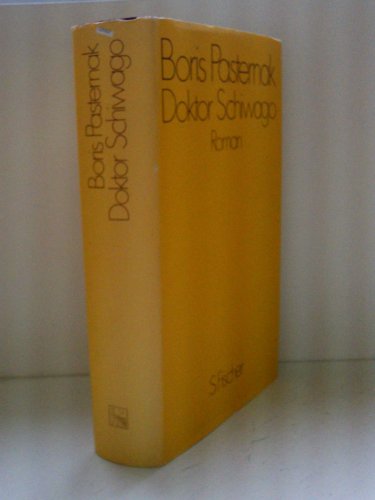 Boris Pasternak
Doktor Schiwago
Boris Pasternak
Doktor Schiwago
Roman
S. Fischer